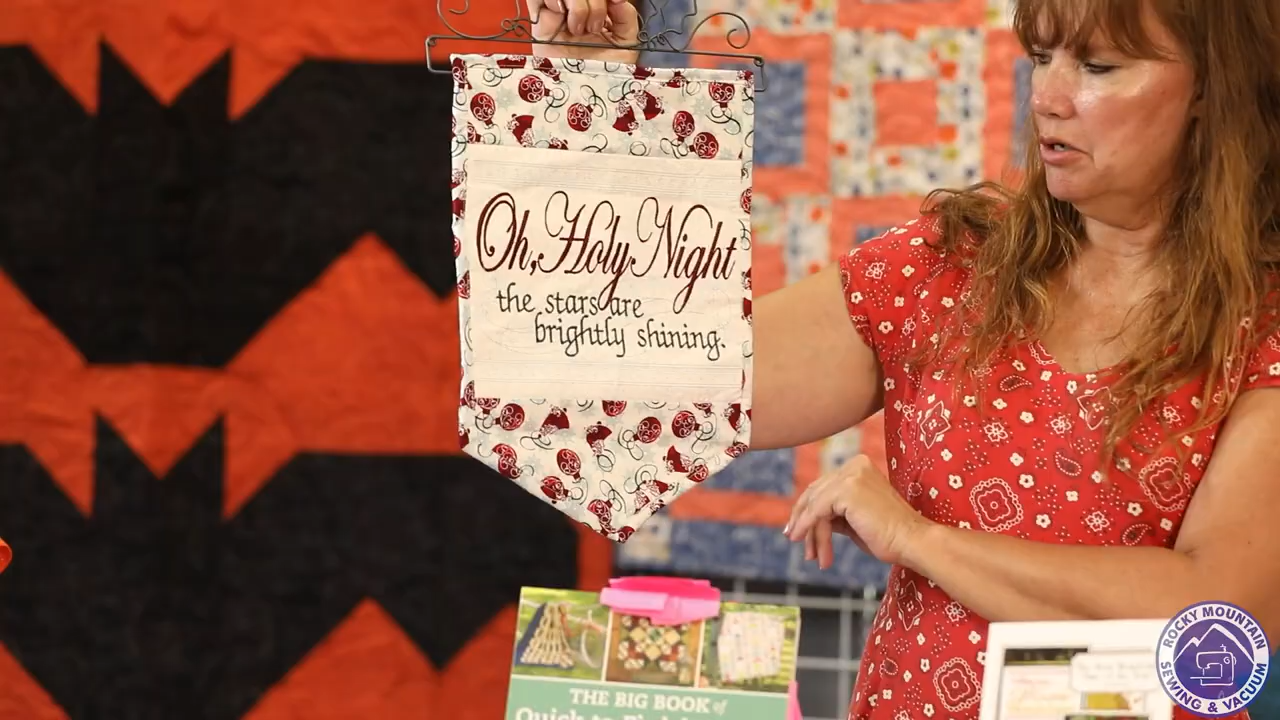 Oh, Holy Night
the stars are
brightly shining.
THE BIG BOOK of
ROCKY MOUNTAIN
SEWING & VACUUM